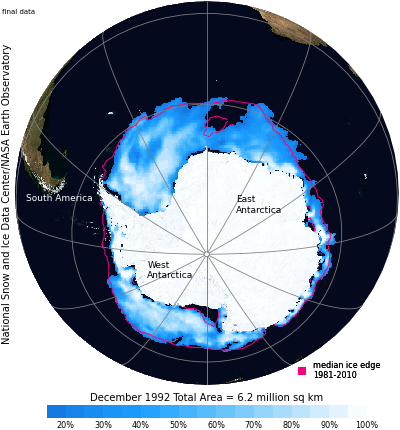 final data
National Snow and Ice Data Center/NASA Earth Observatory
South America
East
Antarctica
West
Antarctica
median ice edge
1981-2010
December 1992 Total Area = 6.2 million sq km
20% 30% 40% 50% 60% 70% 80% 90% 100%